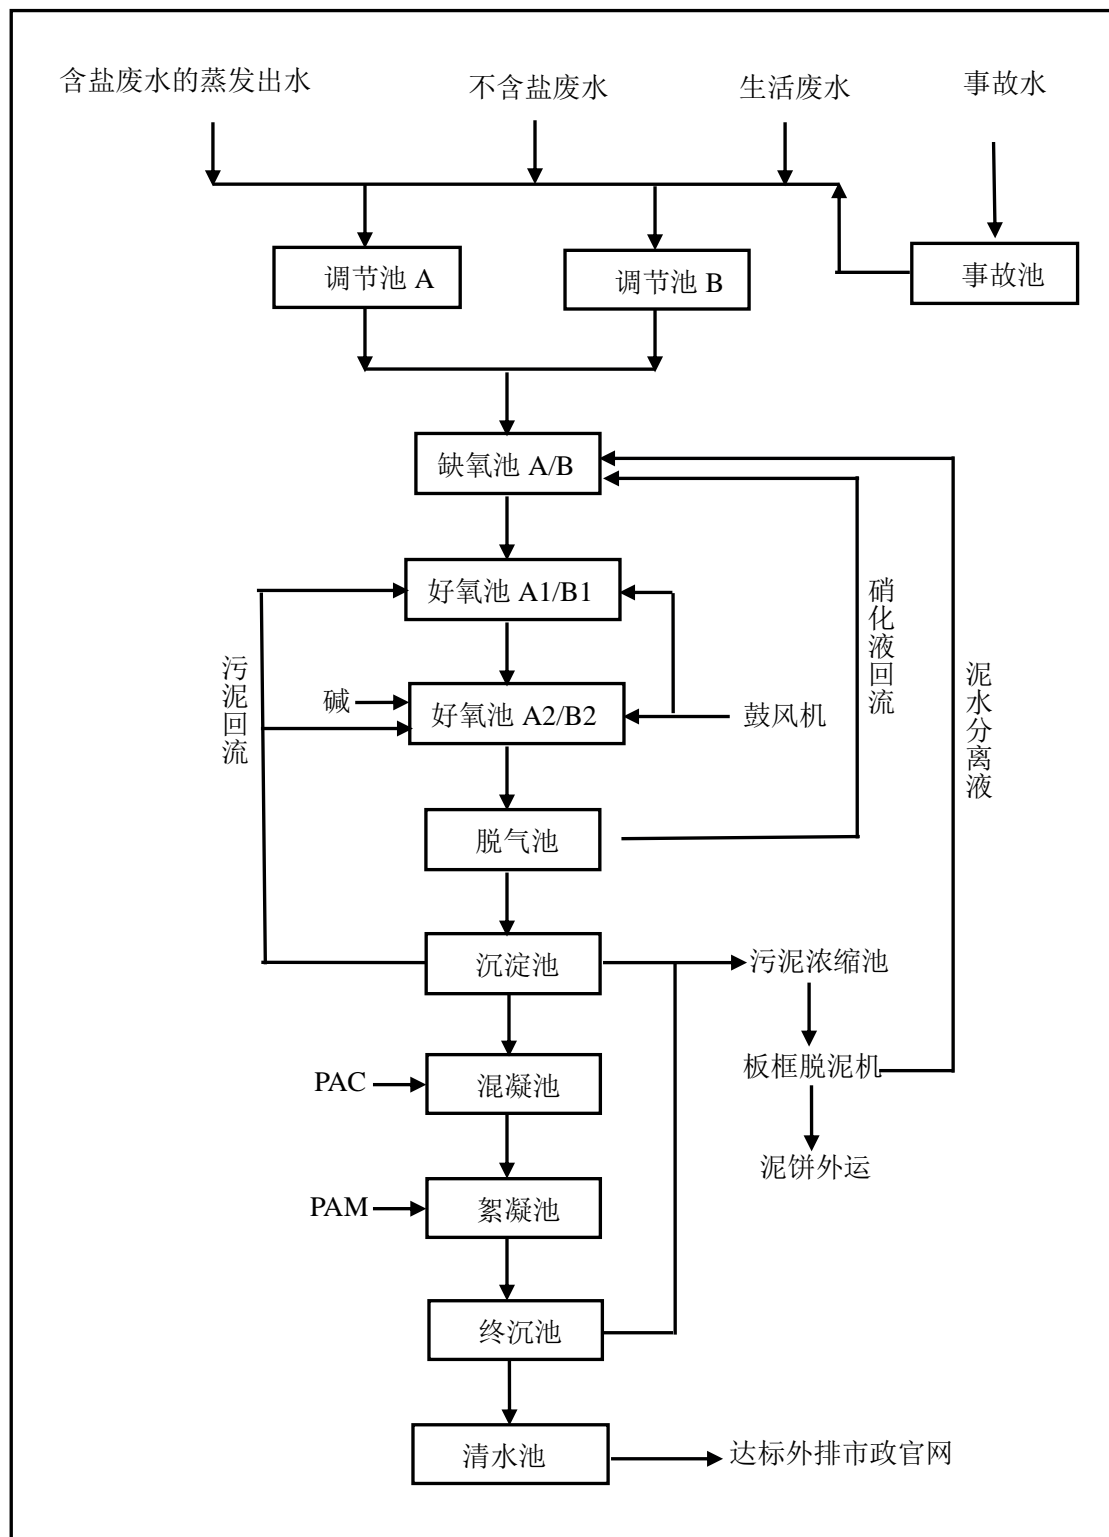 含盐废水的蒸发出水
不含盐废水
生活废水
事故水
调节池 A
调节池 B
事故池
缺氧池 A/B
好氧池 A1/B1
污泥回流
碱
好氧池 A2/B2
鼓风机
硝化液回流
泥水分离液
脱气池
沉淀池
污泥浓缩池
PAC
混凝池
板框脱泥机
泥饼外运
PAM
絮凝池
终沉池
清水池
达标外排市政官网